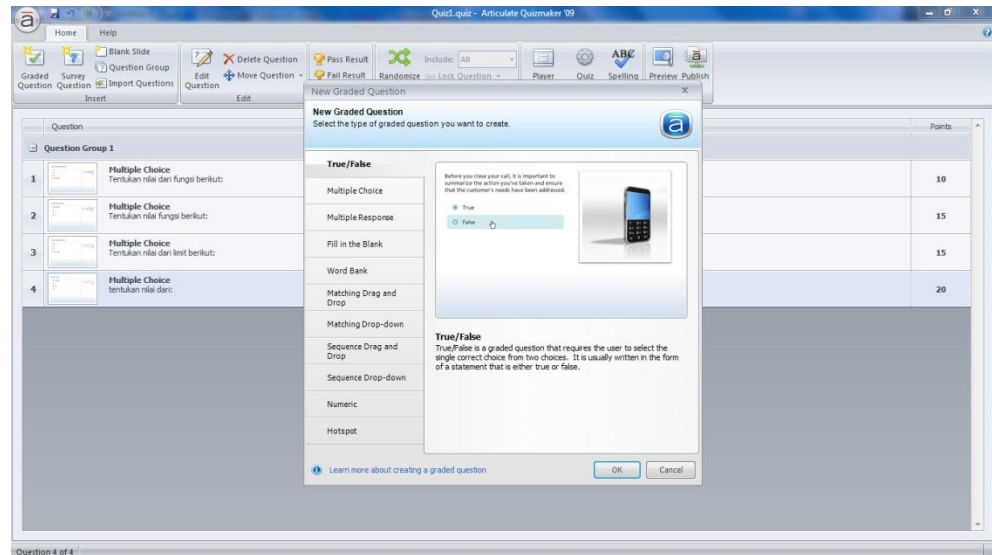 Quiz1.quiz - Articulate Quizmaker '09
Home
Help
Graded Question
Survey Question
Blank Slide
Question Group
Import Questions
Insert
Edit Question
Delete Question
Move Question
Edit
Pass Result
Fail Result
Randomize
Include: All
Lock Question
Player
Quiz
Spelling
Preview
Publish
Question
Points
Question Group 1
1
Multiple Choice
Tentukan nilai dari fungsi berikut:
10
2
Multiple Choice
Tentukan nilai fungsi berikut:
15
3
Multiple Choice
Tentukan nilai dari limit berikut:
15
4
Multiple Choice
tentukan nilai dari:
20
New Graded Question
New Graded Question
Select the type of graded question you want to create.
True/False
Multiple Choice
Multiple Response
Fill in the Blank
Word Bank
Matching Drag and
Drop
Matching Drop-down
Sequence Drag and
Drop
Sequence Drop-down
Numeric
Hotspot
Before you close your call, it is important to
summarize the action you've taken and ensure
that the customer's needs have been addressed.
True
False
True/False
True/False is a graded question that requires the user to select the
single correct choice from two choices. It is usually written in the form
of a statement that is either true or false.
Learn more about creating a graded question
OK
Cancel
Question 4 of 4